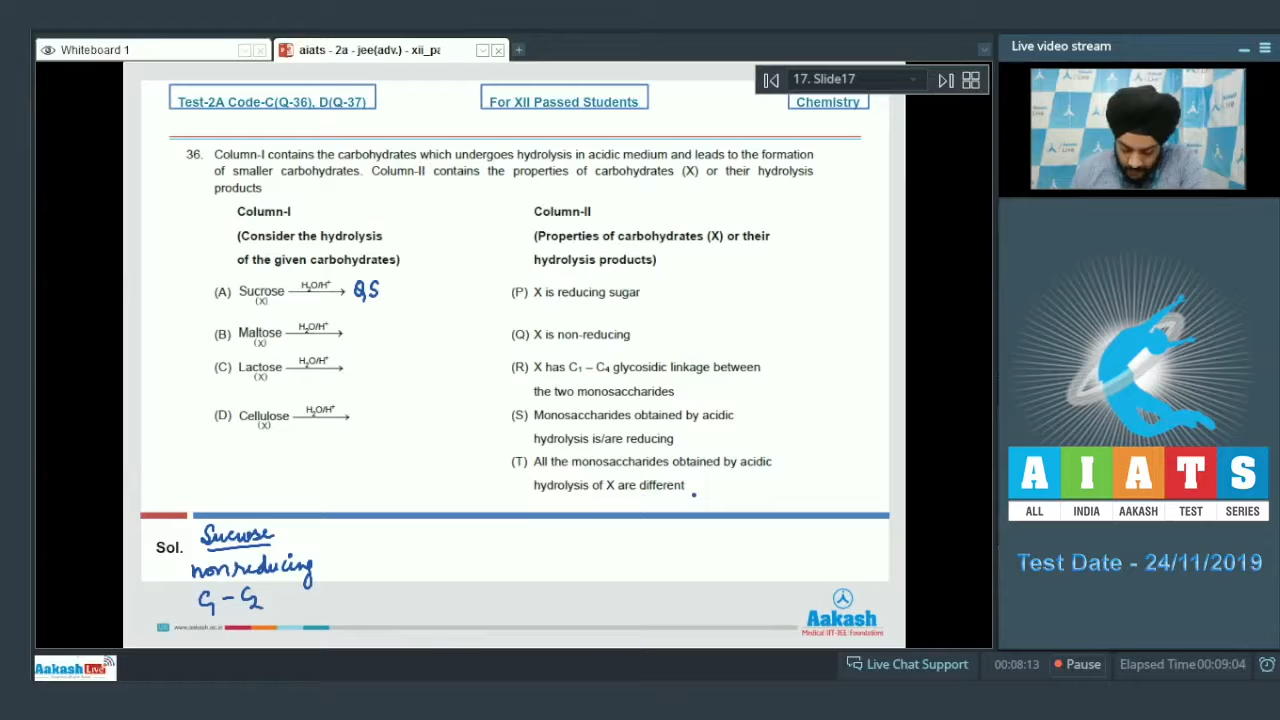 Whiteboard 1
aiats - 2a - jee(adv.) - xii_pa
Live video stream
17. Slide17
Test-2A Code-C(Q-36), D(Q-37)
For XII Passed Students
Chemistry
36. Column-I contains the carbohydrates which undergoes hydrolysis in acidic medium and leads to the formation
of smaller carbohydrates. Column-II contains the properties of carbohydrates (X) or their hydrolysis
products
Column-I
Column-II
(Consider the hydrolysis
(Properties of carbohydrates (X) or their
of the given carbohydrates)
hydrolysis products)
(A) Sucrose (X) H₂O/H⁺ QS
(P) X is reducing sugar
(B) Maltose (X) H₂O/H⁺
(Q) X is non-reducing
(C) Lactose (X) H₂O/H⁺
(R) X has C₁ – C₄ glycosidic linkage between
the two monosaccharides
(D) Cellulose (X) H₂O/H⁺
(S) Monosaccharides obtained by acidic
hydrolysis is/are reducing
(T) All the monosaccharides obtained by acidic
hydrolysis of X are different
Sol.
Sucrose
nonreducing
C₁ – C₂
www.aakash.ac.in
Aakash
Medical|IIT-JEE|Foundations
AIATS
ALL INDIA AAKASH TEST SERIES
Test Date - 24/11/2019
Aakash Live
Live Chat Support
00:08:13
Pause
Elapsed Time 00:09:04